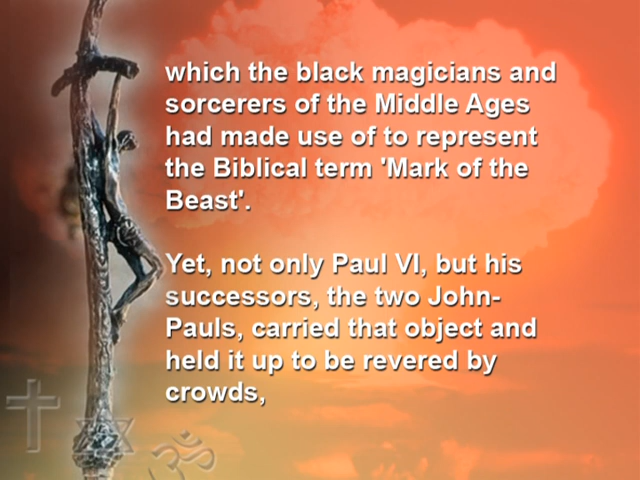 which the black magicians and
sorcerers of the Middle Ages
had made use of to represent
the Biblical term 'Mark of the
Beast'.
Yet, not only Paul VI, but his
successors, the two John-
Pauls, carried that object and
held it up to be revered by
crowds,
ॐ